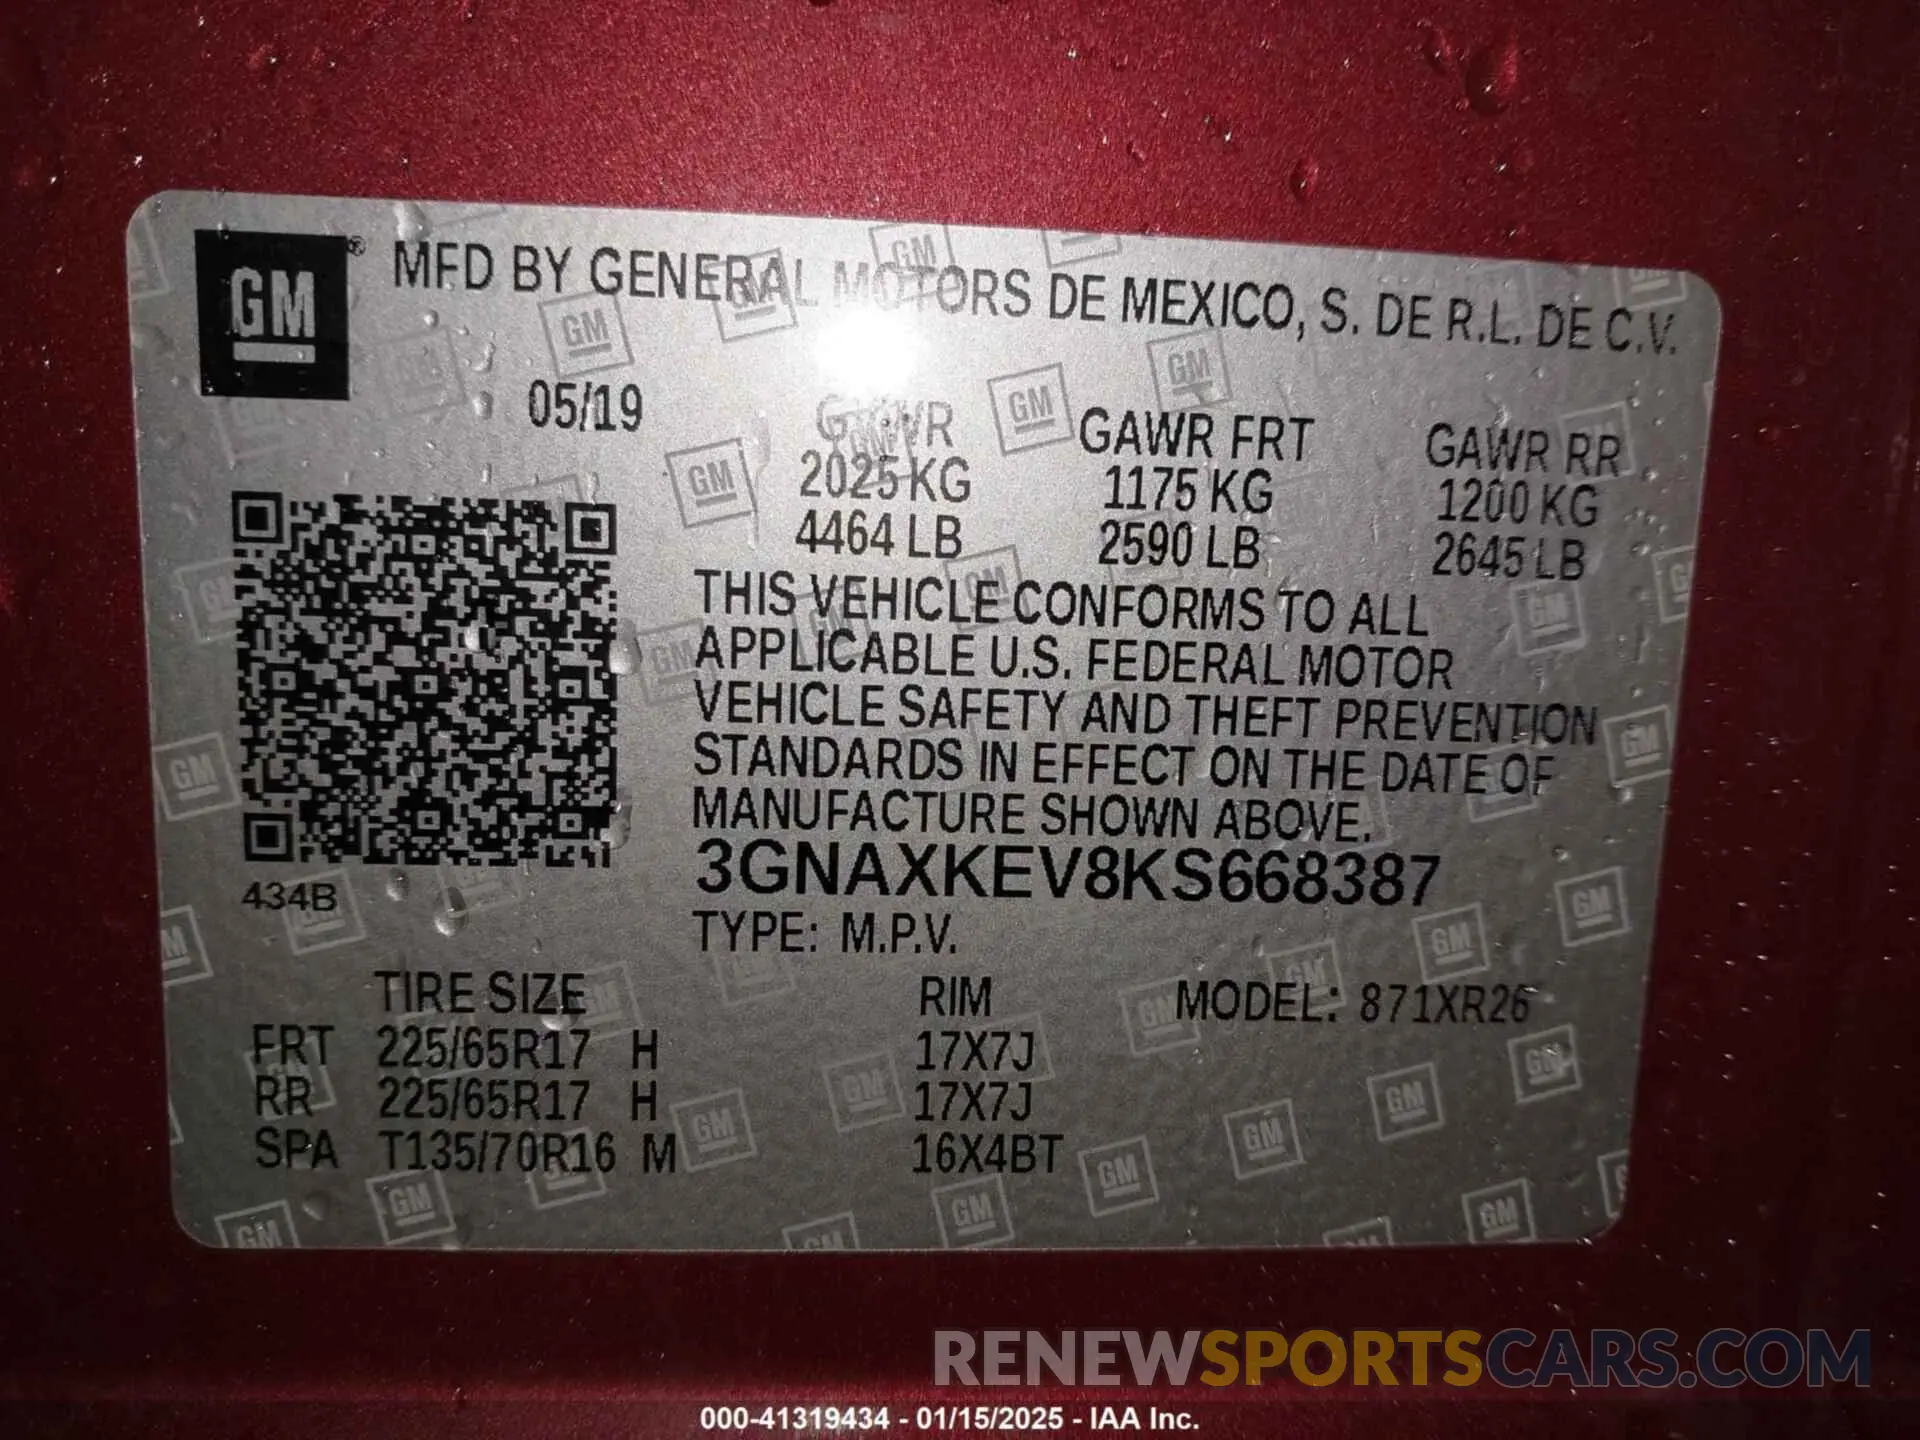 GM ® MFD BY GENERAL MOTORS DE MEXICO, S. DE R.L. DE C.V.
05/19 GVWR GAWR FRT GAWR RR
2025 KG 1175 KG 1200 KG
4464 LB 2590 LB 2645 LB
THIS VEHICLE CONFORMS TO ALL
APPLICABLE U.S. FEDERAL MOTOR
VEHICLE SAFETY AND THEFT PREVENTION
STANDARDS IN EFFECT ON THE DATE OF
MANUFACTURE SHOWN ABOVE.
3GNAXKEV8KS668387
434B
TYPE: M.P.V.
TIRE SIZE RIM MODEL: 871XR26
FRT 225/65R17 H 17X7J
RR 225/65R17 H 17X7J
SPA T135/70R16 M 16X4BT
RENEWSPORTSCARS.COM
000-41319434 - 01/15/2025 - IAA Inc.